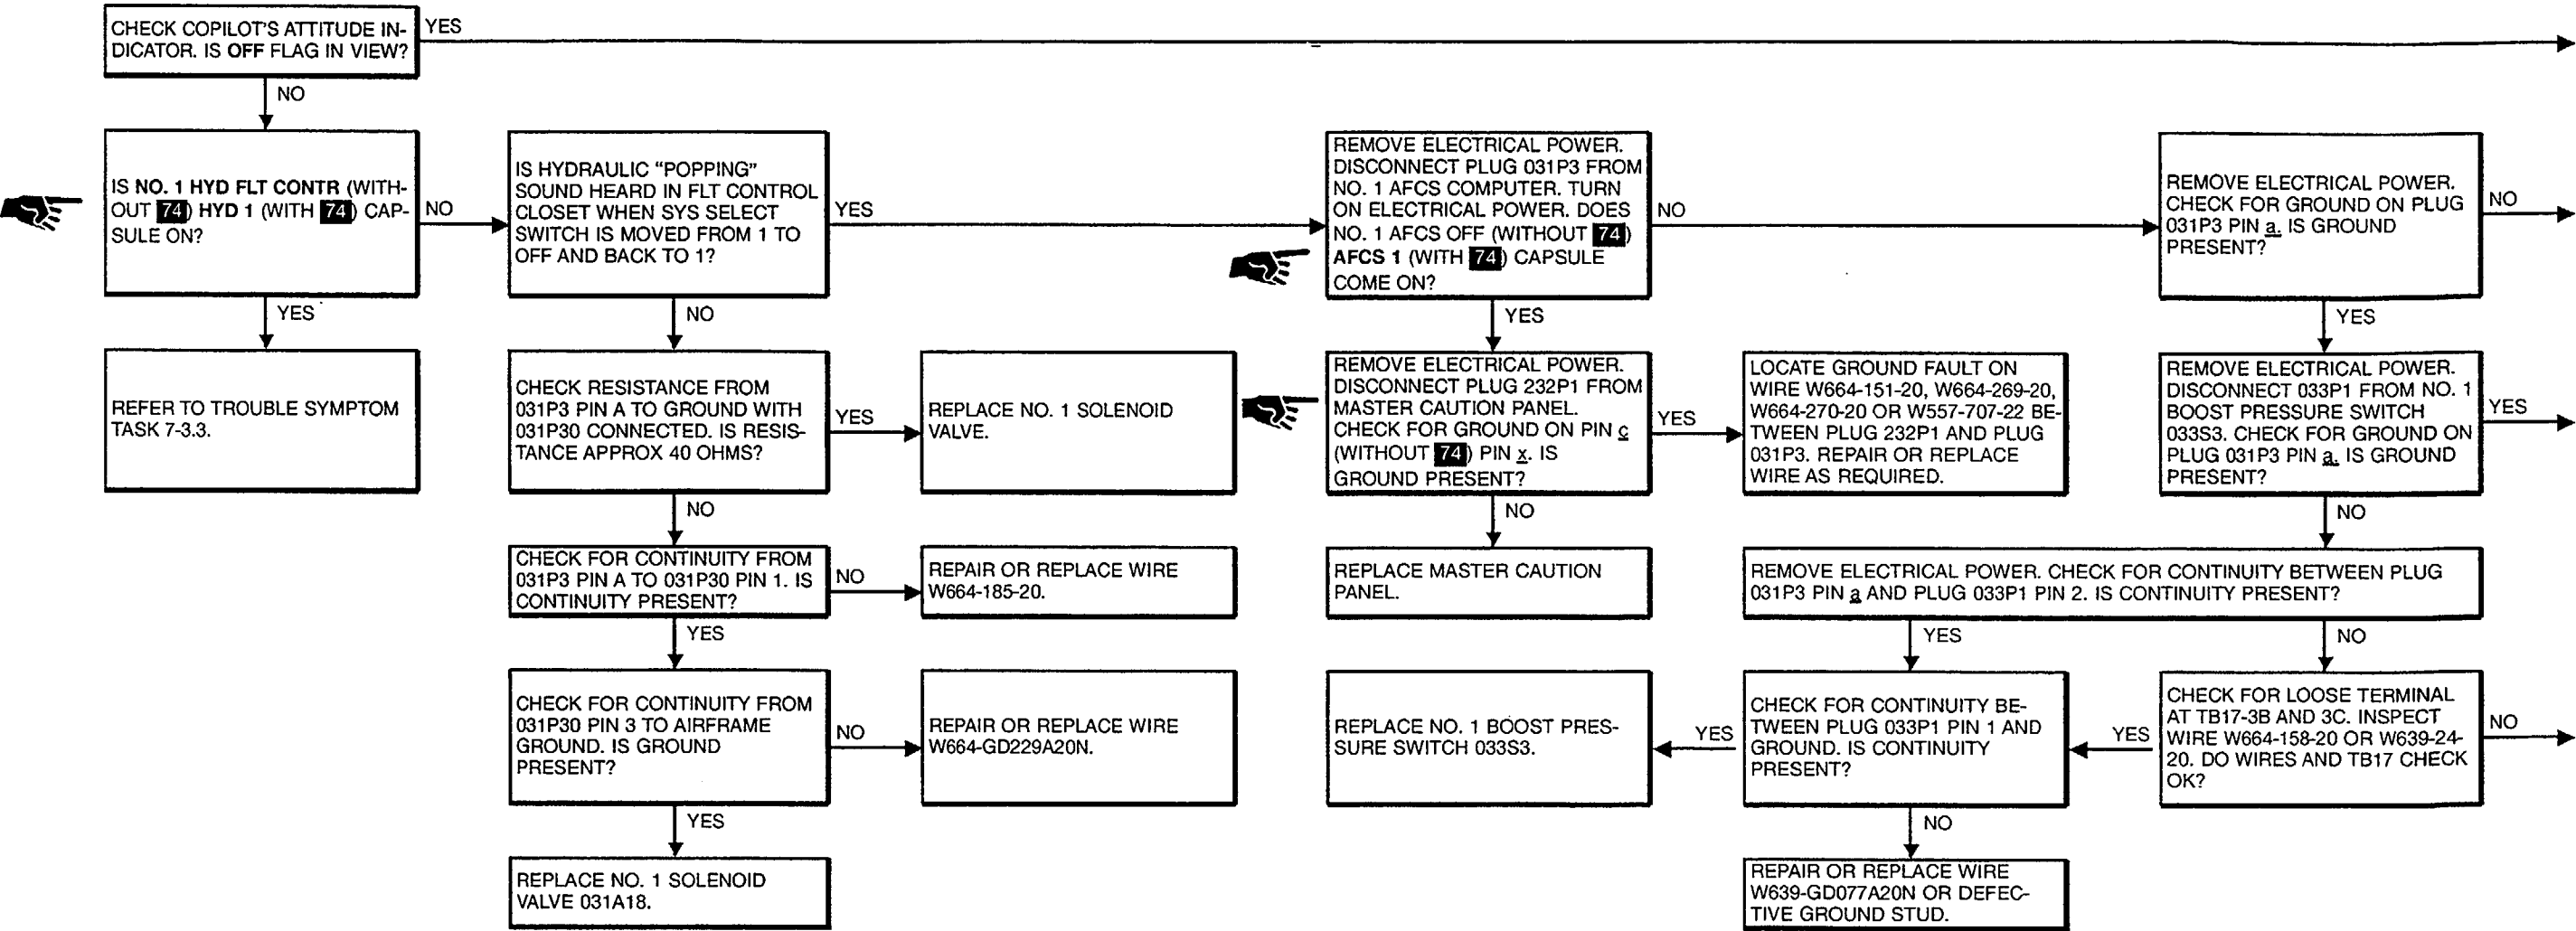 CHECK COPILOT'S ATTITUDE IN-
DICATOR. IS OFF FLAG IN VIEW?
YES
NO
IS NO. 1 HYD FLT CONTR (WITH-
OUT 74) HYD 1 (WITH 74) CAP-
SULE ON?
NO
YES
REFER TO TROUBLE SYMPTOM
TASK 7-3.3.
IS HYDRAULIC "POPPING"
SOUND HEARD IN FLT CONTROL
CLOSET WHEN SYS SELECT
SWITCH IS MOVED FROM 1 TO
OFF AND BACK TO 1?
YES
NO
CHECK RESISTANCE FROM
031P3 PIN A TO GROUND WITH
031P30 CONNECTED. IS RESIS-
TANCE APPROX 40 OHMS?
YES
REPLACE NO. 1 SOLENOID
VALVE.
NO
CHECK FOR CONTINUITY FROM
031P3 PIN A TO 031P30 PIN 1. IS
CONTINUITY PRESENT?
NO
REPAIR OR REPLACE WIRE
W664-185-20.
YES
CHECK FOR CONTINUITY FROM
031P30 PIN 3 TO AIRFRAME
GROUND. IS GROUND
PRESENT?
NO
REPAIR OR REPLACE WIRE
W664-GD229A20N.
YES
REPLACE NO. 1 SOLENOID
VALVE 031A18.
REMOVE ELECTRICAL POWER.
DISCONNECT PLUG 031P3 FROM
NO. 1 AFCS COMPUTER. TURN
ON ELECTRICAL POWER. DOES
NO. 1 AFCS OFF (WITHOUT 74)
AFCS 1 (WITH 74) CAPSULE
COME ON?
NO
YES
REMOVE ELECTRICAL POWER.
DISCONNECT PLUG 232P1 FROM
MASTER CAUTION PANEL.
CHECK FOR GROUND ON PIN c
(WITHOUT 74) PIN x. IS
GROUND PRESENT?
YES
LOCATE GROUND FAULT ON
WIRE W664-151-20, W664-269-20,
W664-270-20 OR W557-707-22 BE-
TWEEN PLUG 232P1 AND PLUG
031P3. REPAIR OR REPLACE
WIRE AS REQUIRED.
NO
REPLACE MASTER CAUTION
PANEL.
REMOVE ELECTRICAL POWER.
CHECK FOR GROUND ON PLUG
031P3 PIN a. IS GROUND
PRESENT?
NO
YES
REMOVE ELECTRICAL POWER.
DISCONNECT 033P1 FROM NO. 1
BOOST PRESSURE SWITCH
033S3. CHECK FOR GROUND ON
PLUG 031P3 PIN a. IS GROUND
PRESENT?
YES
NO
REMOVE ELECTRICAL POWER. CHECK FOR CONTINUITY BETWEEN PLUG
031P3 PIN a AND PLUG 033P1 PIN 2. IS CONTINUITY PRESENT?
YES
NO
CHECK FOR LOOSE TERMINAL
AT TB17-3B AND 3C. INSPECT
WIRE W664-158-20 OR W639-24-
20. DO WIRES AND TB17 CHECK
OK?
NO
YES
CHECK FOR CONTINUITY BE-
TWEEN PLUG 033P1 PIN 1 AND
GROUND. IS CONTINUITY
PRESENT?
YES
REPLACE NO. 1 BOOST PRES-
SURE SWITCH 033S3.
NO
REPAIR OR REPLACE WIRE
W639-GD077A20N OR DEFEC-
TIVE GROUND STUD.